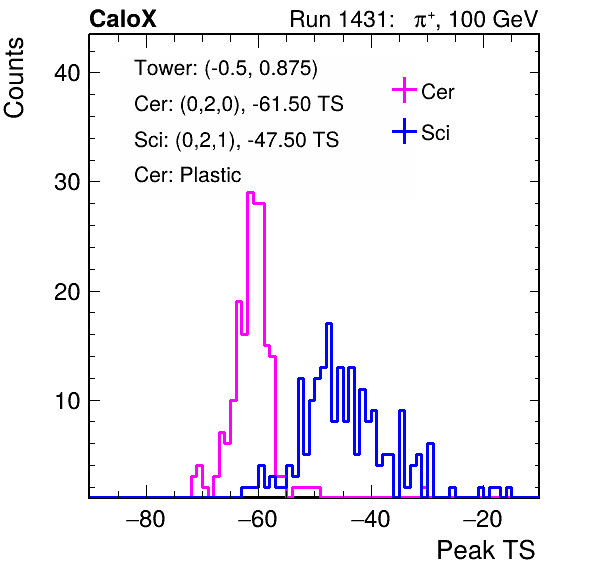 CaloX Run 1431: π+, 100 GeV
Counts
Tower: (-0.5, 0.875)
Cer: (0,2,0), -61.50 TS
Sci: (0,2,1), -47.50 TS
Cer: Plastic
Cer
Sci
40
30
20
10
−80 −60 −40 −20
Peak TS